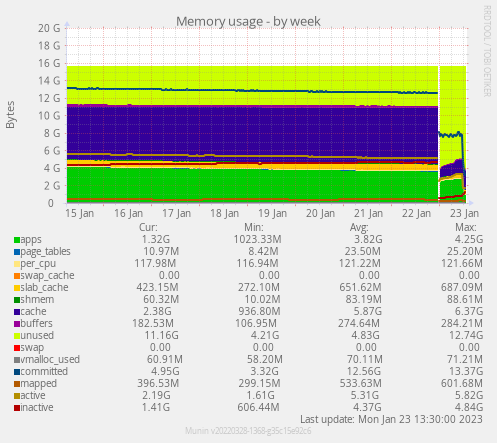 Memory usage - by week
RRDTOOL / TOBI OETIKER
Bytes
20 G
18 G
16 G
14 G
12 G
10 G
8 G
6 G
4 G
2 G
0
15 Jan 16 Jan 17 Jan 18 Jan 19 Jan 20 Jan 21 Jan 22 Jan 23 Jan
Cur: Min: Avg: Max:
apps 1.32G 1023.33M 3.82G 4.25G
page_tables 10.97M 8.42M 23.50M 25.20M
per_cpu 117.98M 116.94M 121.22M 121.66M
swap_cache 0.00 0.00 0.00 0.00
slab_cache 423.15M 272.10M 651.62M 687.09M
shmem 60.32M 10.02M 83.19M 88.61M
cache 2.38G 936.80M 5.87G 6.37G
buffers 182.53M 106.95M 274.64M 284.21M
unused 11.16G 4.21G 4.83G 12.74G
swap 0.00 0.00 0.00 0.00
vmalloc_used 60.91M 58.20M 70.11M 71.21M
committed 4.95G 3.32G 12.56G 13.37G
mapped 396.53M 299.15M 533.63M 601.68M
active 2.19G 1.61G 5.31G 5.82G
inactive 1.41G 606.44M 4.37G 4.84G
Last update: Mon Jan 23 13:30:00 2023
Munin v20220328-1368-g35c15e92c6